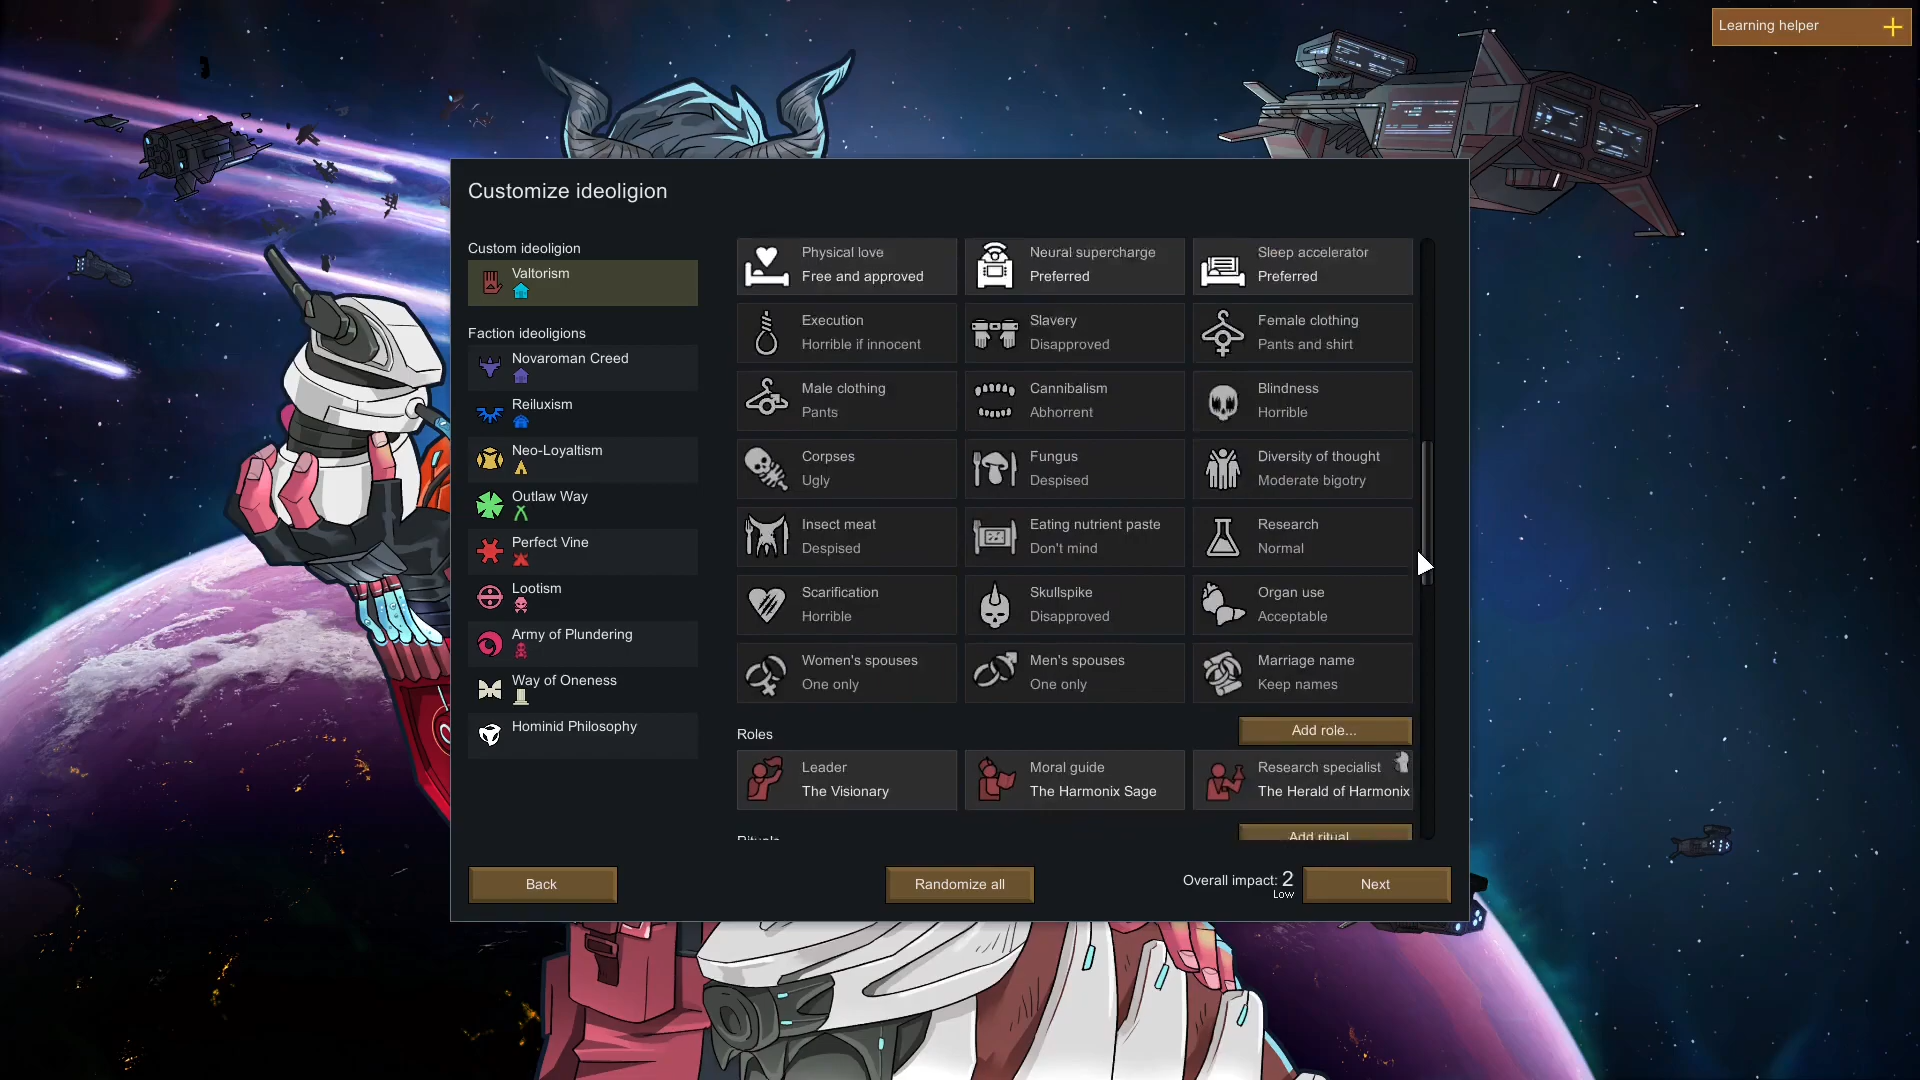 Learning helper
Customize ideoligion
Custom ideoligion
Valtorism
Faction ideoligions
Novaroman Creed
Reiluxism
Neo-Loyaltism
Outlaw Way
Perfect Vine
Lootism
Army of Plundering
Way of Oneness
Hominid Philosophy
Physical love
Free and approved
Neural supercharge
Preferred
Sleep accelerator
Preferred
Execution
Horrible if innocent
Slavery
Disapproved
Female clothing
Pants and shirt
Male clothing
Pants
Cannibalism
Abhorrent
Blindness
Horrible
Corpses
Ugly
Fungus
Despised
Diversity of thought
Moderate bigotry
Insect meat
Despised
Eating nutrient paste
Don't mind
Research
Normal
Scarification
Horrible
Skullspike
Disapproved
Organ use
Acceptable
Women's spouses
One only
Men's spouses
One only
Marriage name
Keep names
Roles
Add role...
Leader
The Visionary
Moral guide
The Harmonix Sage
Research specialist
The Herald of Harmonix
Rituals
Add ritual
Back
Randomize all
Overall impact: 2
Low
Next